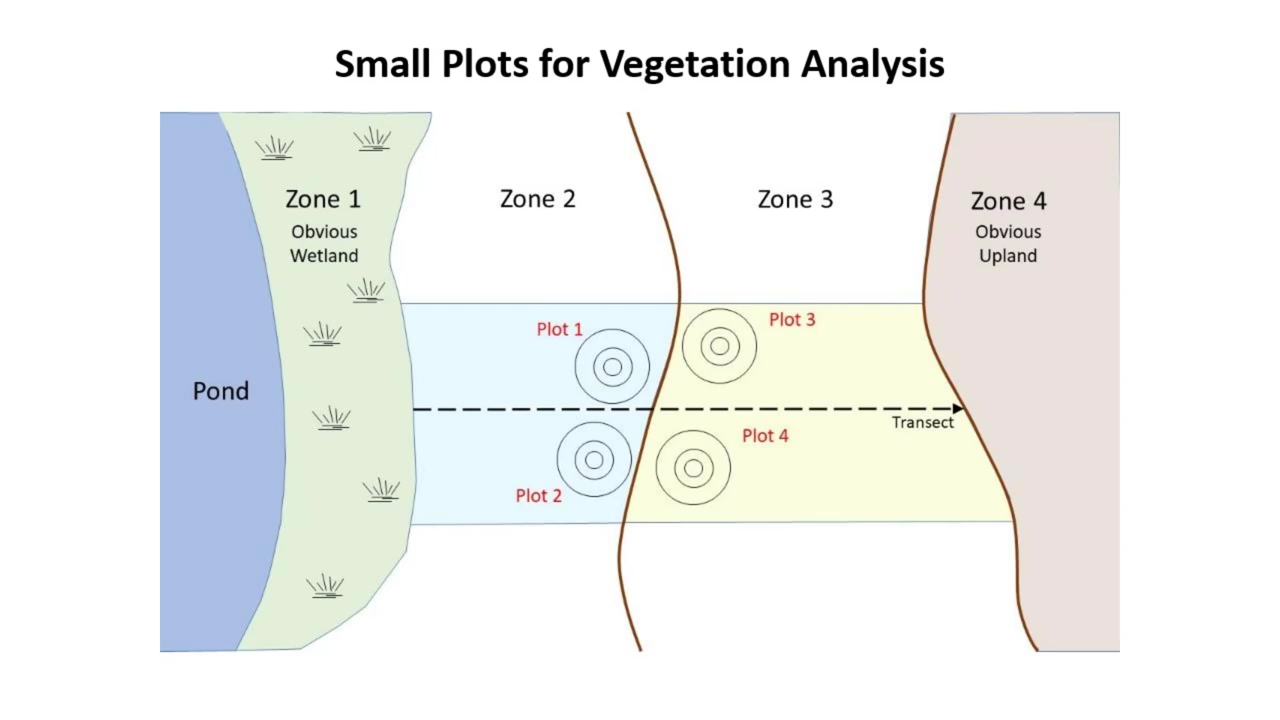 Small Plots for Vegetation Analysis
Zone 1
Obvious
Wetland
Zone 2
Zone 3
Zone 4
Obvious
Upland
Plot 1
Plot 3
Pond
Transect
Plot 4
Plot 2